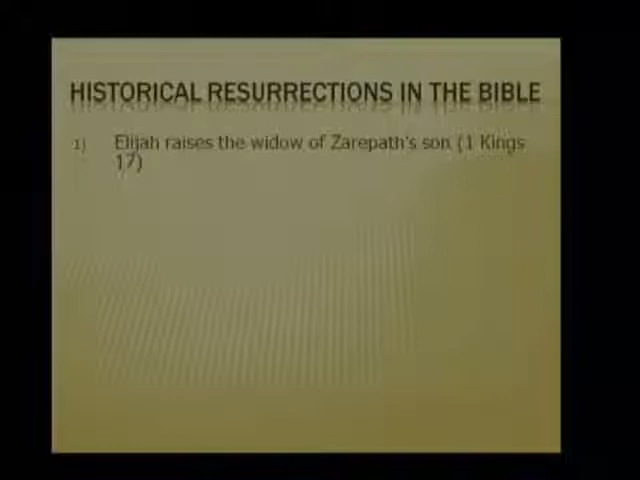 HISTORICAL RESURRECTIONS IN THE BIBLE
1) Elijah raises the widow of Zarepath's son (1 Kings
17)